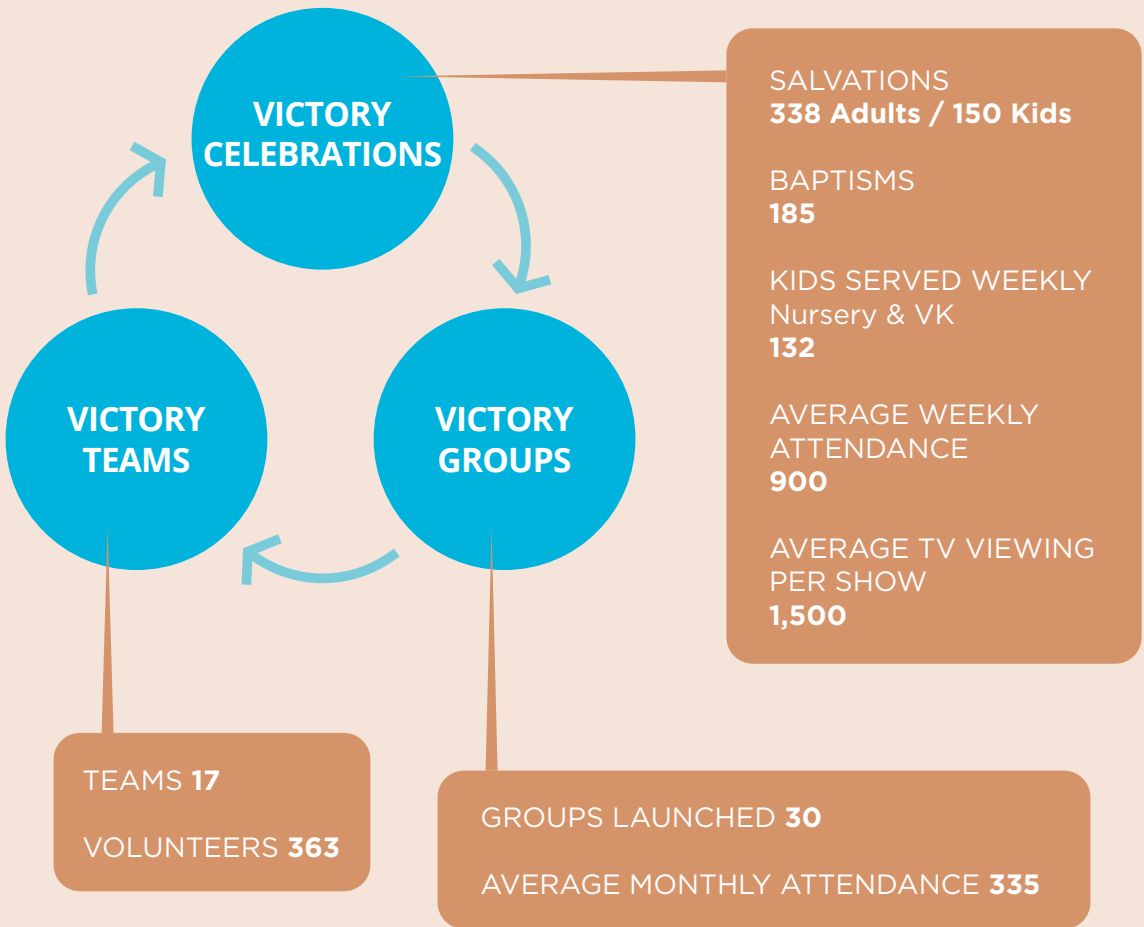 VICTORY
CELEBRATIONS
SALVATIONS
338 Adults / 150 Kids
BAPTISMS
185
KIDS SERVED WEEKLY
Nursery & VK
132
AVERAGE WEEKLY
ATTENDANCE
900
AVERAGE TV VIEWING
PER SHOW
1,500
VICTORY
TEAMS
VICTORY
GROUPS
TEAMS 17
VOLUNTEERS 363
GROUPS LAUNCHED 30
AVERAGE MONTHLY ATTENDANCE 335